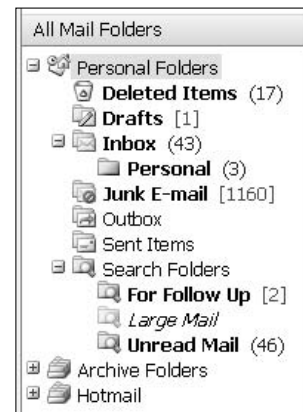 All Mail Folders
Personal Folders
Deleted Items (17)
Drafts [1]
Inbox (43)
Personal (3)
Junk E-mail [1160]
Outbox
Sent Items
Search Folders
For Follow Up [2]
Large Mail
Unread Mail (46)
Archive Folders
Hotmail